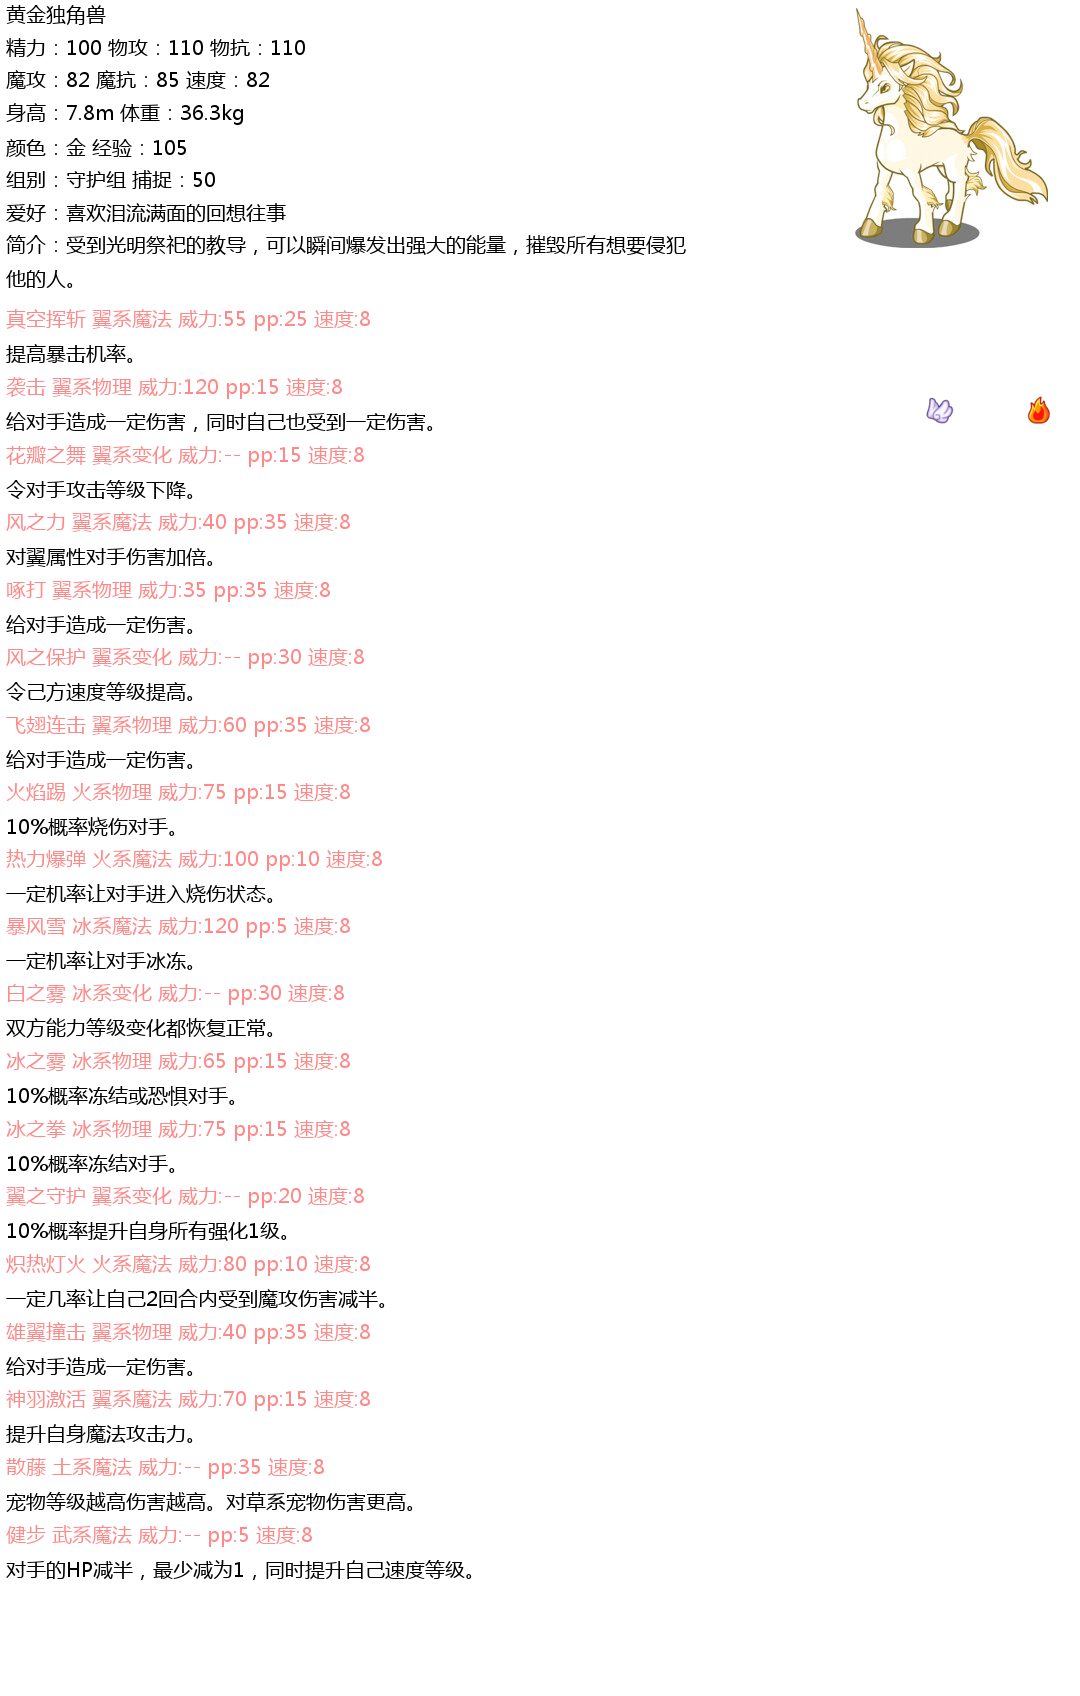 黄金独角兽
精力：100 物攻：110 物抗：110
魔攻：82 魔抗：85 速度：82
身高：7.8m 体重：36.3kg
颜色：金 经验：105
组别：守护组 捕捉：50
爱好：喜欢泪流满面的回想往事
简介：受到光明祭祀的教导，可以瞬间爆发出强大的能量，摧毁所有想要侵犯
他的人。
真空挥斩 翼系魔法 威力:55 pp:25 速度:8
提高暴击机率。
袭击 翼系物理 威力:120 pp:15 速度:8
给对手造成一定伤害，同时自己也受到一定伤害。
花瓣之舞 翼系变化 威力:-- pp:15 速度:8
令对手攻击等级下降。
风之力 翼系魔法 威力:40 pp:35 速度:8
对翼属性对手伤害加倍。
啄打 翼系物理 威力:35 pp:35 速度:8
给对手造成一定伤害。
风之保护 翼系变化 威力:-- pp:30 速度:8
令己方速度等级提高。
飞翅连击 翼系物理 威力:60 pp:35 速度:8
给对手造成一定伤害。
火焰踢 火系物理 威力:75 pp:15 速度:8
10%概率烧伤对手。
热力爆弹 火系魔法 威力:100 pp:10 速度:8
一定机率让对手进入烧伤状态。
暴风雪 冰系魔法 威力:120 pp:5 速度:8
一定机率让对手冰冻。
白之雾 冰系变化 威力:-- pp:30 速度:8
双方能力等级变化都恢复正常。
冰之雾 冰系物理 威力:65 pp:15 速度:8
10%概率冻结或恐惧对手。
冰之拳 冰系物理 威力:75 pp:15 速度:8
10%概率冻结对手。
翼之守护 翼系变化 威力:-- pp:20 速度:8
10%概率提升自身所有强化1级。
炽热灯火 火系魔法 威力:80 pp:10 速度:8
一定几率让自己2回合内受到魔攻伤害减半。
雄翼撞击 翼系物理 威力:40 pp:35 速度:8
给对手造成一定伤害。
神羽激活 翼系魔法 威力:70 pp:15 速度:8
提升自身魔法攻击力。
散藤 土系魔法 威力:-- pp:35 速度:8
宠物等级越高伤害越高。对草系宠物伤害更高。
健步 武系魔法 威力:-- pp:5 速度:8
对手的HP减半，最少减为1，同时提升自己速度等级。